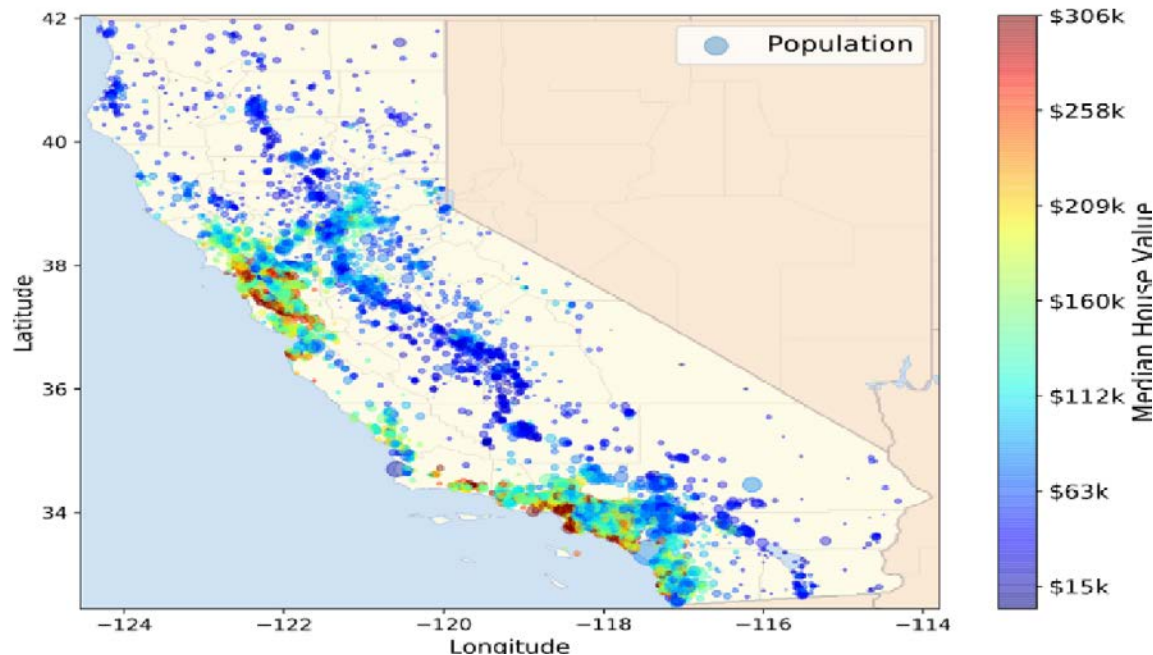 42
40
38
36
34
Latitude
−124
−122
−120
−118
−116
−114
Longitude
Population
$306k
$258k
$209k
$160k
$112k
$63k
$15k
Median House Value